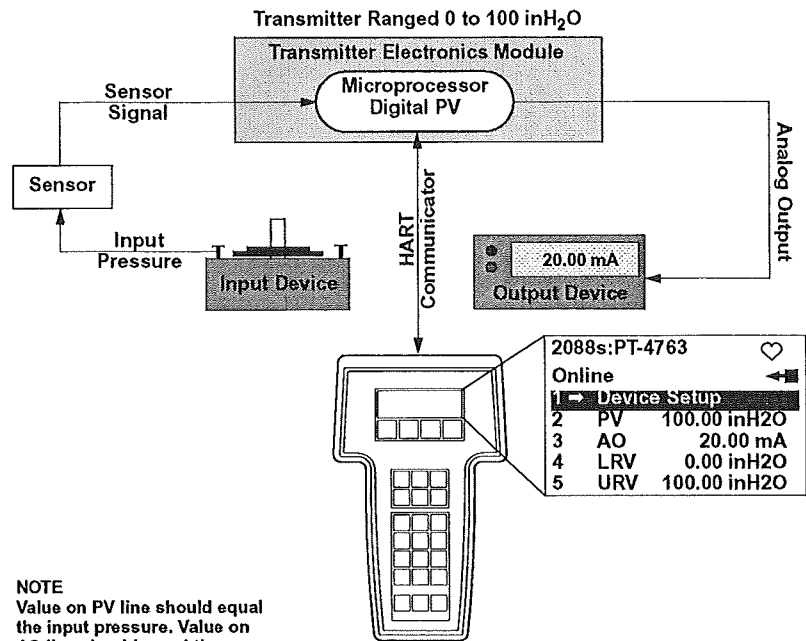 Transmitter Ranged 0 to 100 inH2O
Transmitter Electronics Module
Microprocessor
Digital PV
Sensor
Signal
Sensor
Input
Pressure
Input Device
HART
Communicator
Analog Output
20.00 mA
Output Device
2088s:PT-4763
Online
1 Device Setup
2 PV 100.00 inH2O
3 AO 20.00 mA
4 LRV 0.00 inH2O
5 URV 100.00 inH2O
NOTE
Value on PV line should equal
the input pressure. Value on